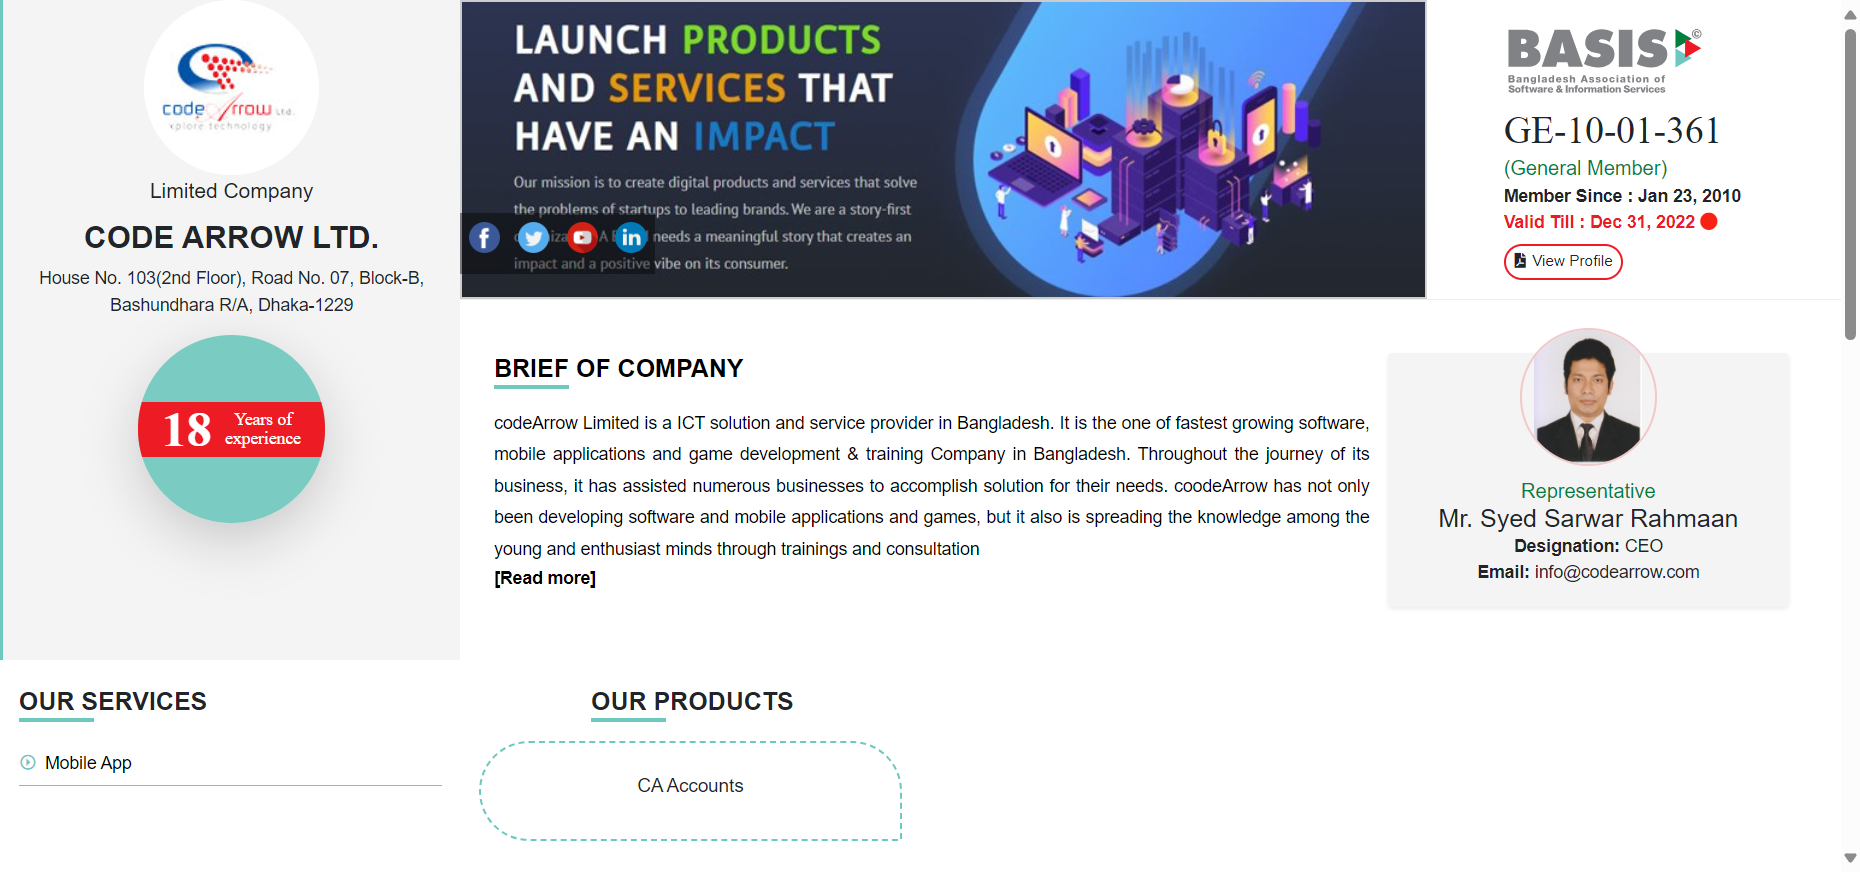 codeArrow Ltd.
xplore technology
Limited Company
CODE ARROW LTD.
House No. 103(2nd Floor), Road No. 07, Block-B,
Bashundhara R/A, Dhaka-1229
18 Years of
experience
LAUNCH PRODUCTS
AND SERVICES THAT
HAVE AN IMPACT
Our mission is to create digital products and services that solve
the problems of startups to leading brands. We are a story-first
A needs a meaningful story that creates an
impact and a positive vibe on its consumer.
BASIS ©
Bangladesh Association of
Software & Information Services
GE-10-01-361
(General Member)
Member Since : Jan 23, 2010
Valid Till : Dec 31, 2022
View Profile
BRIEF OF COMPANY
codeArrow Limited is a ICT solution and service provider in Bangladesh. It is the one of fastest growing software,
mobile applications and game development & training Company in Bangladesh. Throughout the journey of its
business, it has assisted numerous businesses to accomplish solution for their needs. coodeArrow has not only
been developing software and mobile applications and games, but it also is spreading the knowledge among the
young and enthusiast minds through trainings and consultation
[Read more]
Representative
Mr. Syed Sarwar Rahmaan
Designation: CEO
Email: info@codearrow.com
OUR SERVICES
Mobile App
OUR PRODUCTS
CA Accounts